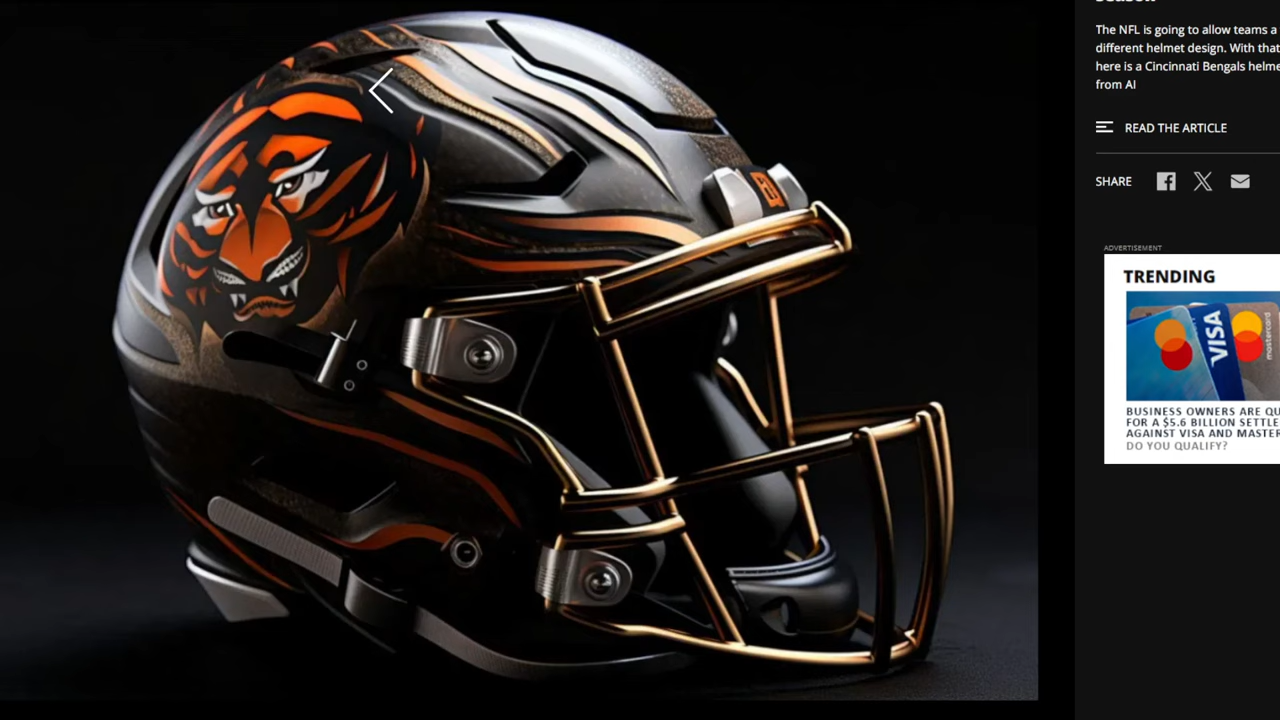 The NFL is going to allow teams a
different helmet design. With that
here is a Cincinnati Bengals helme
from AI
READ THE ARTICLE
SHARE
ADVERTISEMENT
TRENDING
VISA
mastercard
BUSINESS OWNERS ARE QU
FOR A $5.6 BILLION SETTLE
AGAINST VISA AND MASTER
DO YOU QUALIFY?